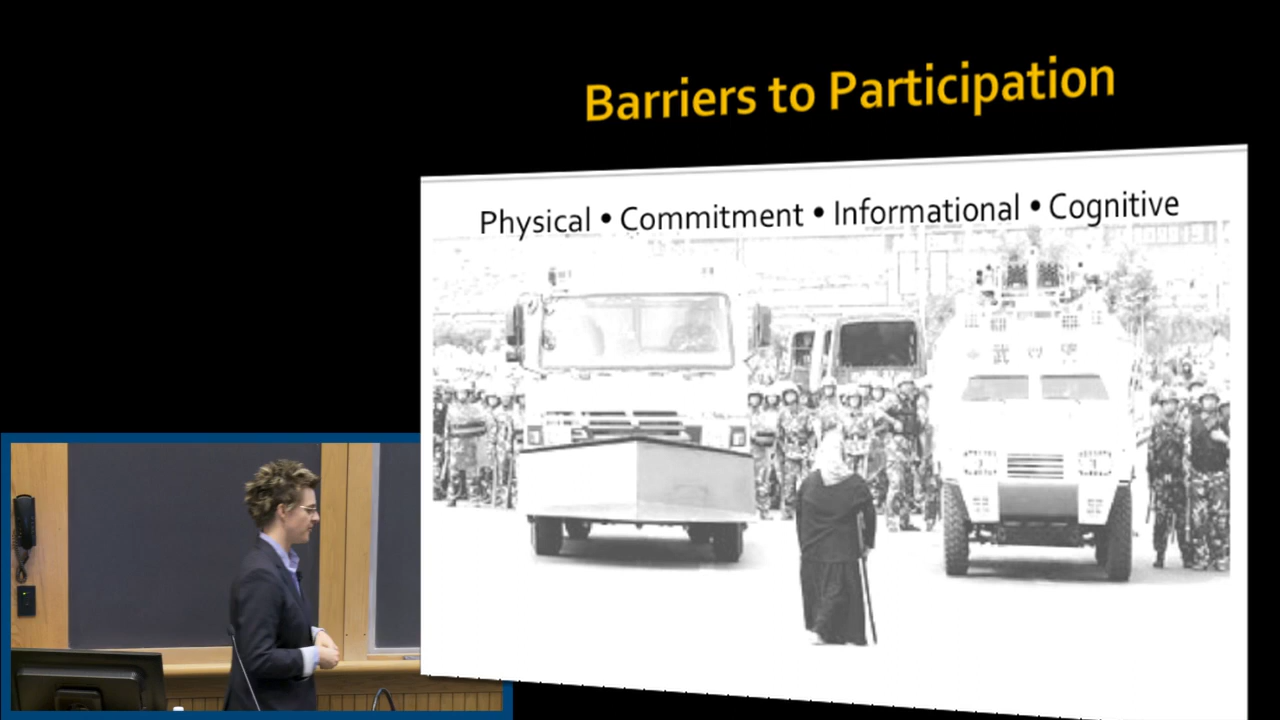 Barriers to Participation
Physical • Commitment • Informational • Cognitive